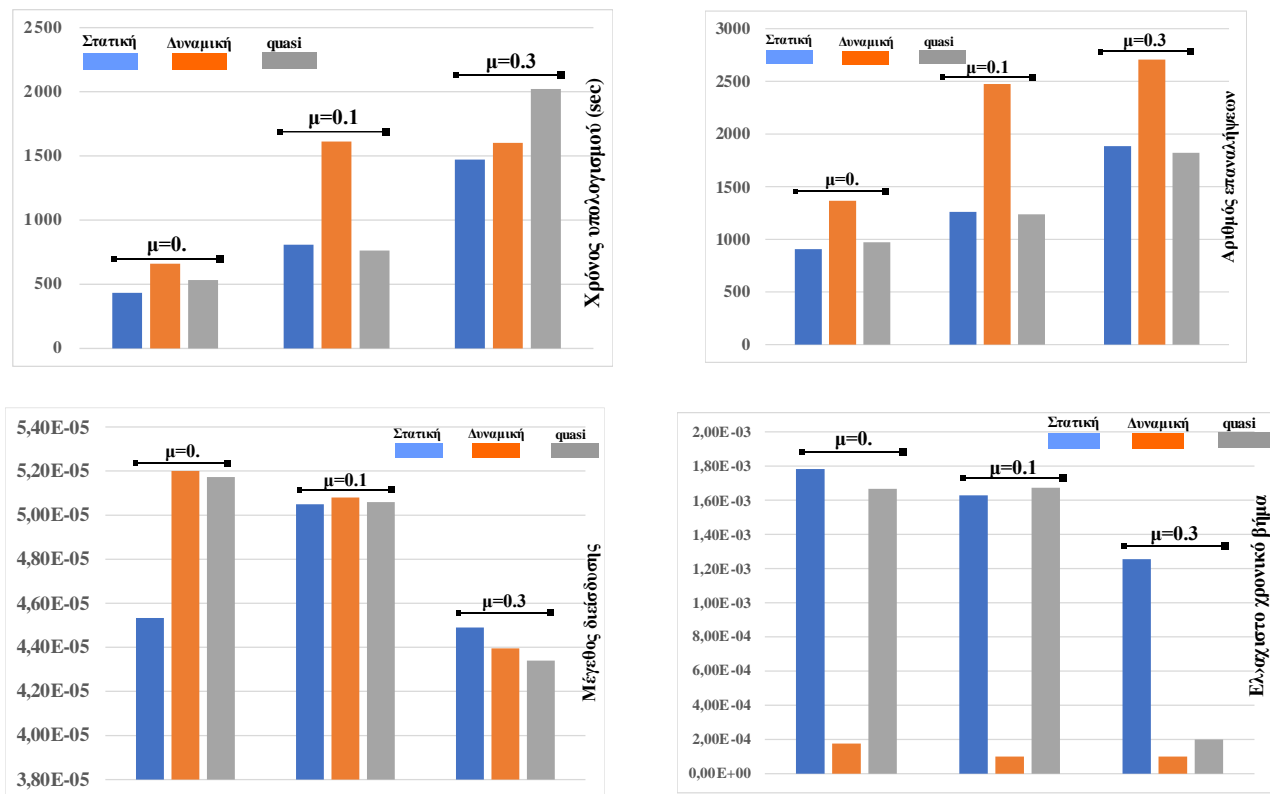 2500
Στατική Δυναμική quasi
μ=0.3
2000
μ=0.1
1500
1000
μ=0.
500
0
Χρόνος υπολογισμού (sec)
3000
Στατική Δυναμική quasi
μ=0.3
2500
μ=0.1
2000
1500
μ=0.
1000
500
0
Αριθμός επαναλήψεων
5,40E-05
Στατική Δυναμική quasi
μ=0.
5,20E-05
μ=0.1
5,00E-05
4,80E-05
4,60E-05
μ=0.3
4,40E-05
4,20E-05
4,00E-05
3,80E-05
Μέγεθος διείσδυσης
Στατική Δυναμική quasi
2,00E-03
μ=0.
1,80E-03
μ=0.1
1,60E-03
1,40E-03
μ=0.3
1,20E-03
1,00E-03
8,00E-04
6,00E-04
4,00E-04
2,00E-04
0,00E+00
Ελ>αχιστο χρονικό βήμα